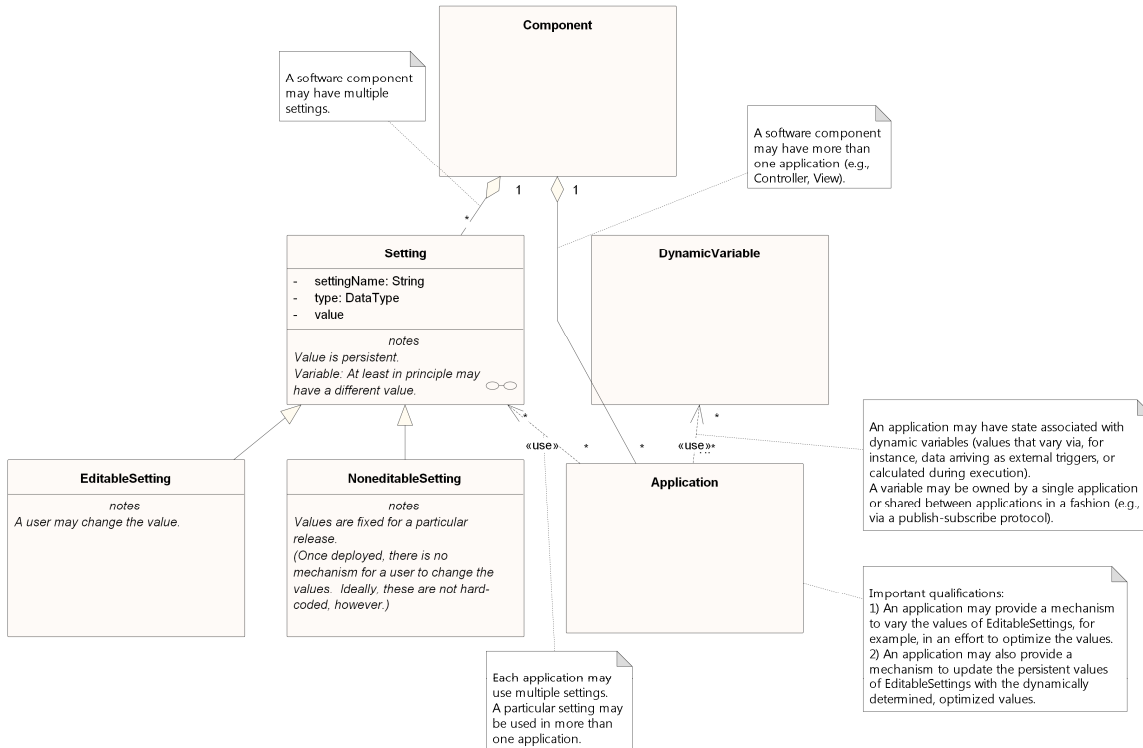 Component
A software component
may have multiple
settings.
A software component
may have more than
one application (e.g.,
Controller, View).
1
1
*
Setting
- settingName: String
- type: DataType
- value
notes
Value is persistent.
Variable: At least in principle may
have a different value.
DynamicVariable
*
*
«use»
*
*
«use»
..*
An application may have state associated with
dynamic variables (values that vary via, for
instance, data arriving as external triggers, or
calculated during execution).
A variable may be owned by a single application
or shared between applications in a fashion (e.g.,
via a publish-subscribe protocol).
EditableSetting
notes
A user may change the value.
NoneditableSetting
notes
Values are fixed for a particular
release.
(Once deployed, there is no
mechanism for a user to change the
values. Ideally, these are not hard-
coded, however.)
Application
Important qualifications:
1) An application may provide a mechanism
to vary the values of EditableSettings, for
example, in an effort to optimize the values.
2) An application may also provide a
mechanism to update the persistent values
of EditableSettings with the dynamically
determined, optimized values.
Each application may
use multiple settings.
A particular setting may
be used in more than
one application.